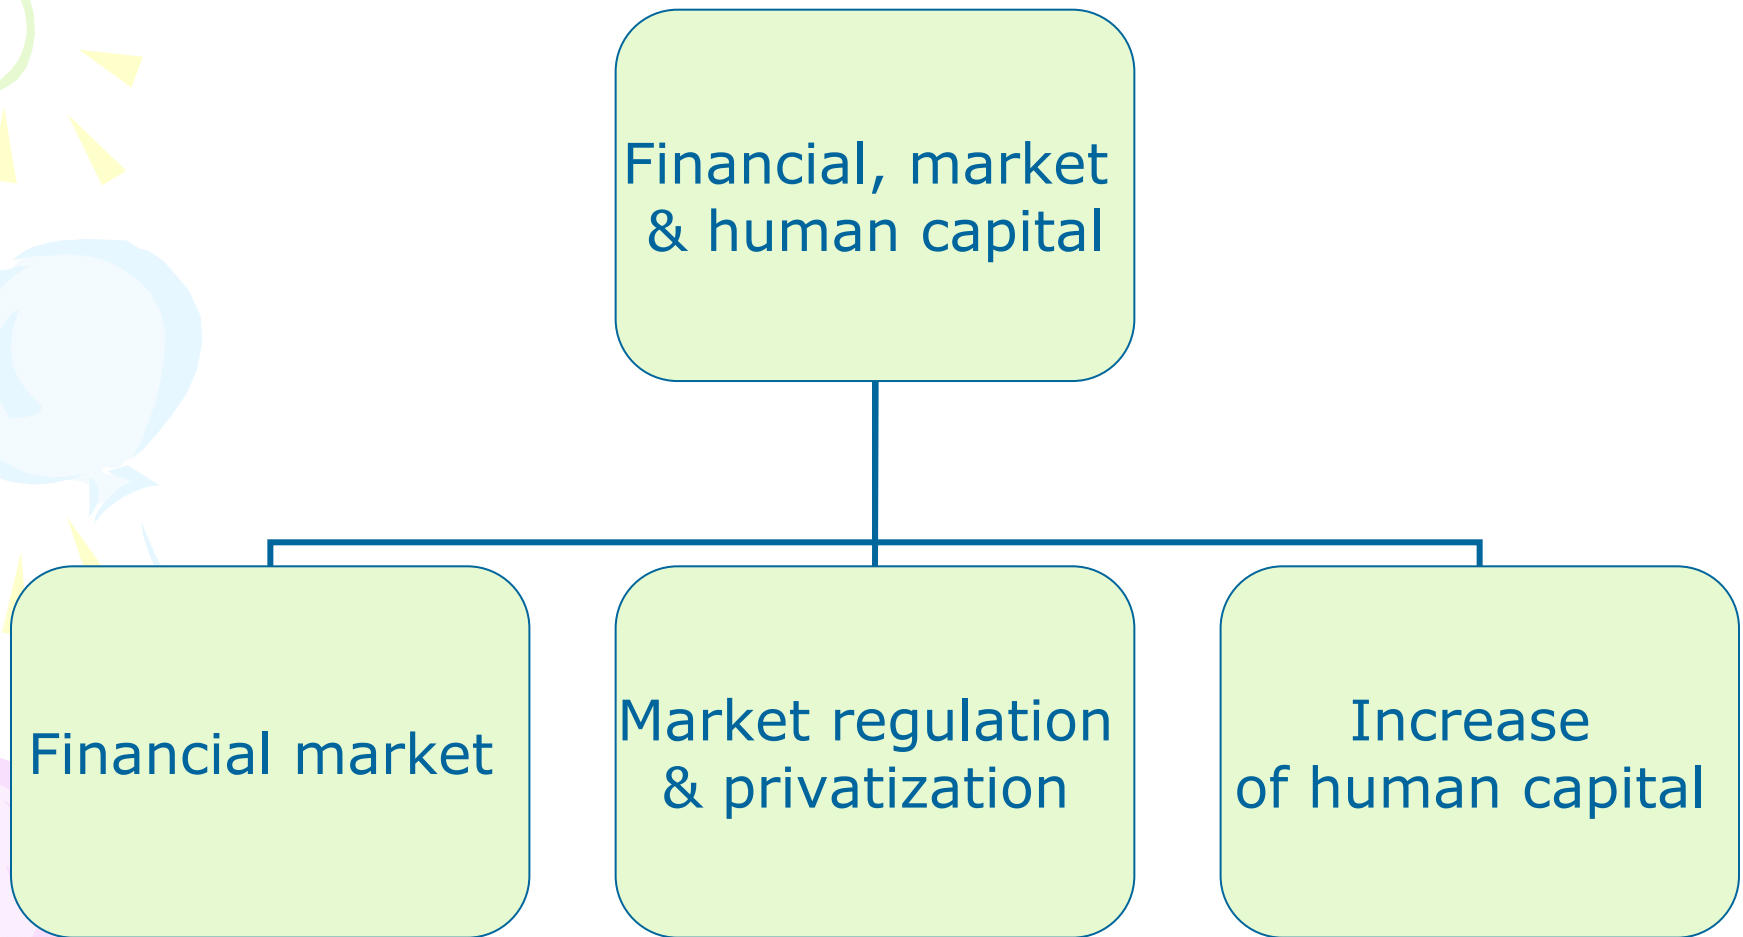 Financial, market
& human capital
Financial market
Market regulation
& privatization
Increase
of human capital